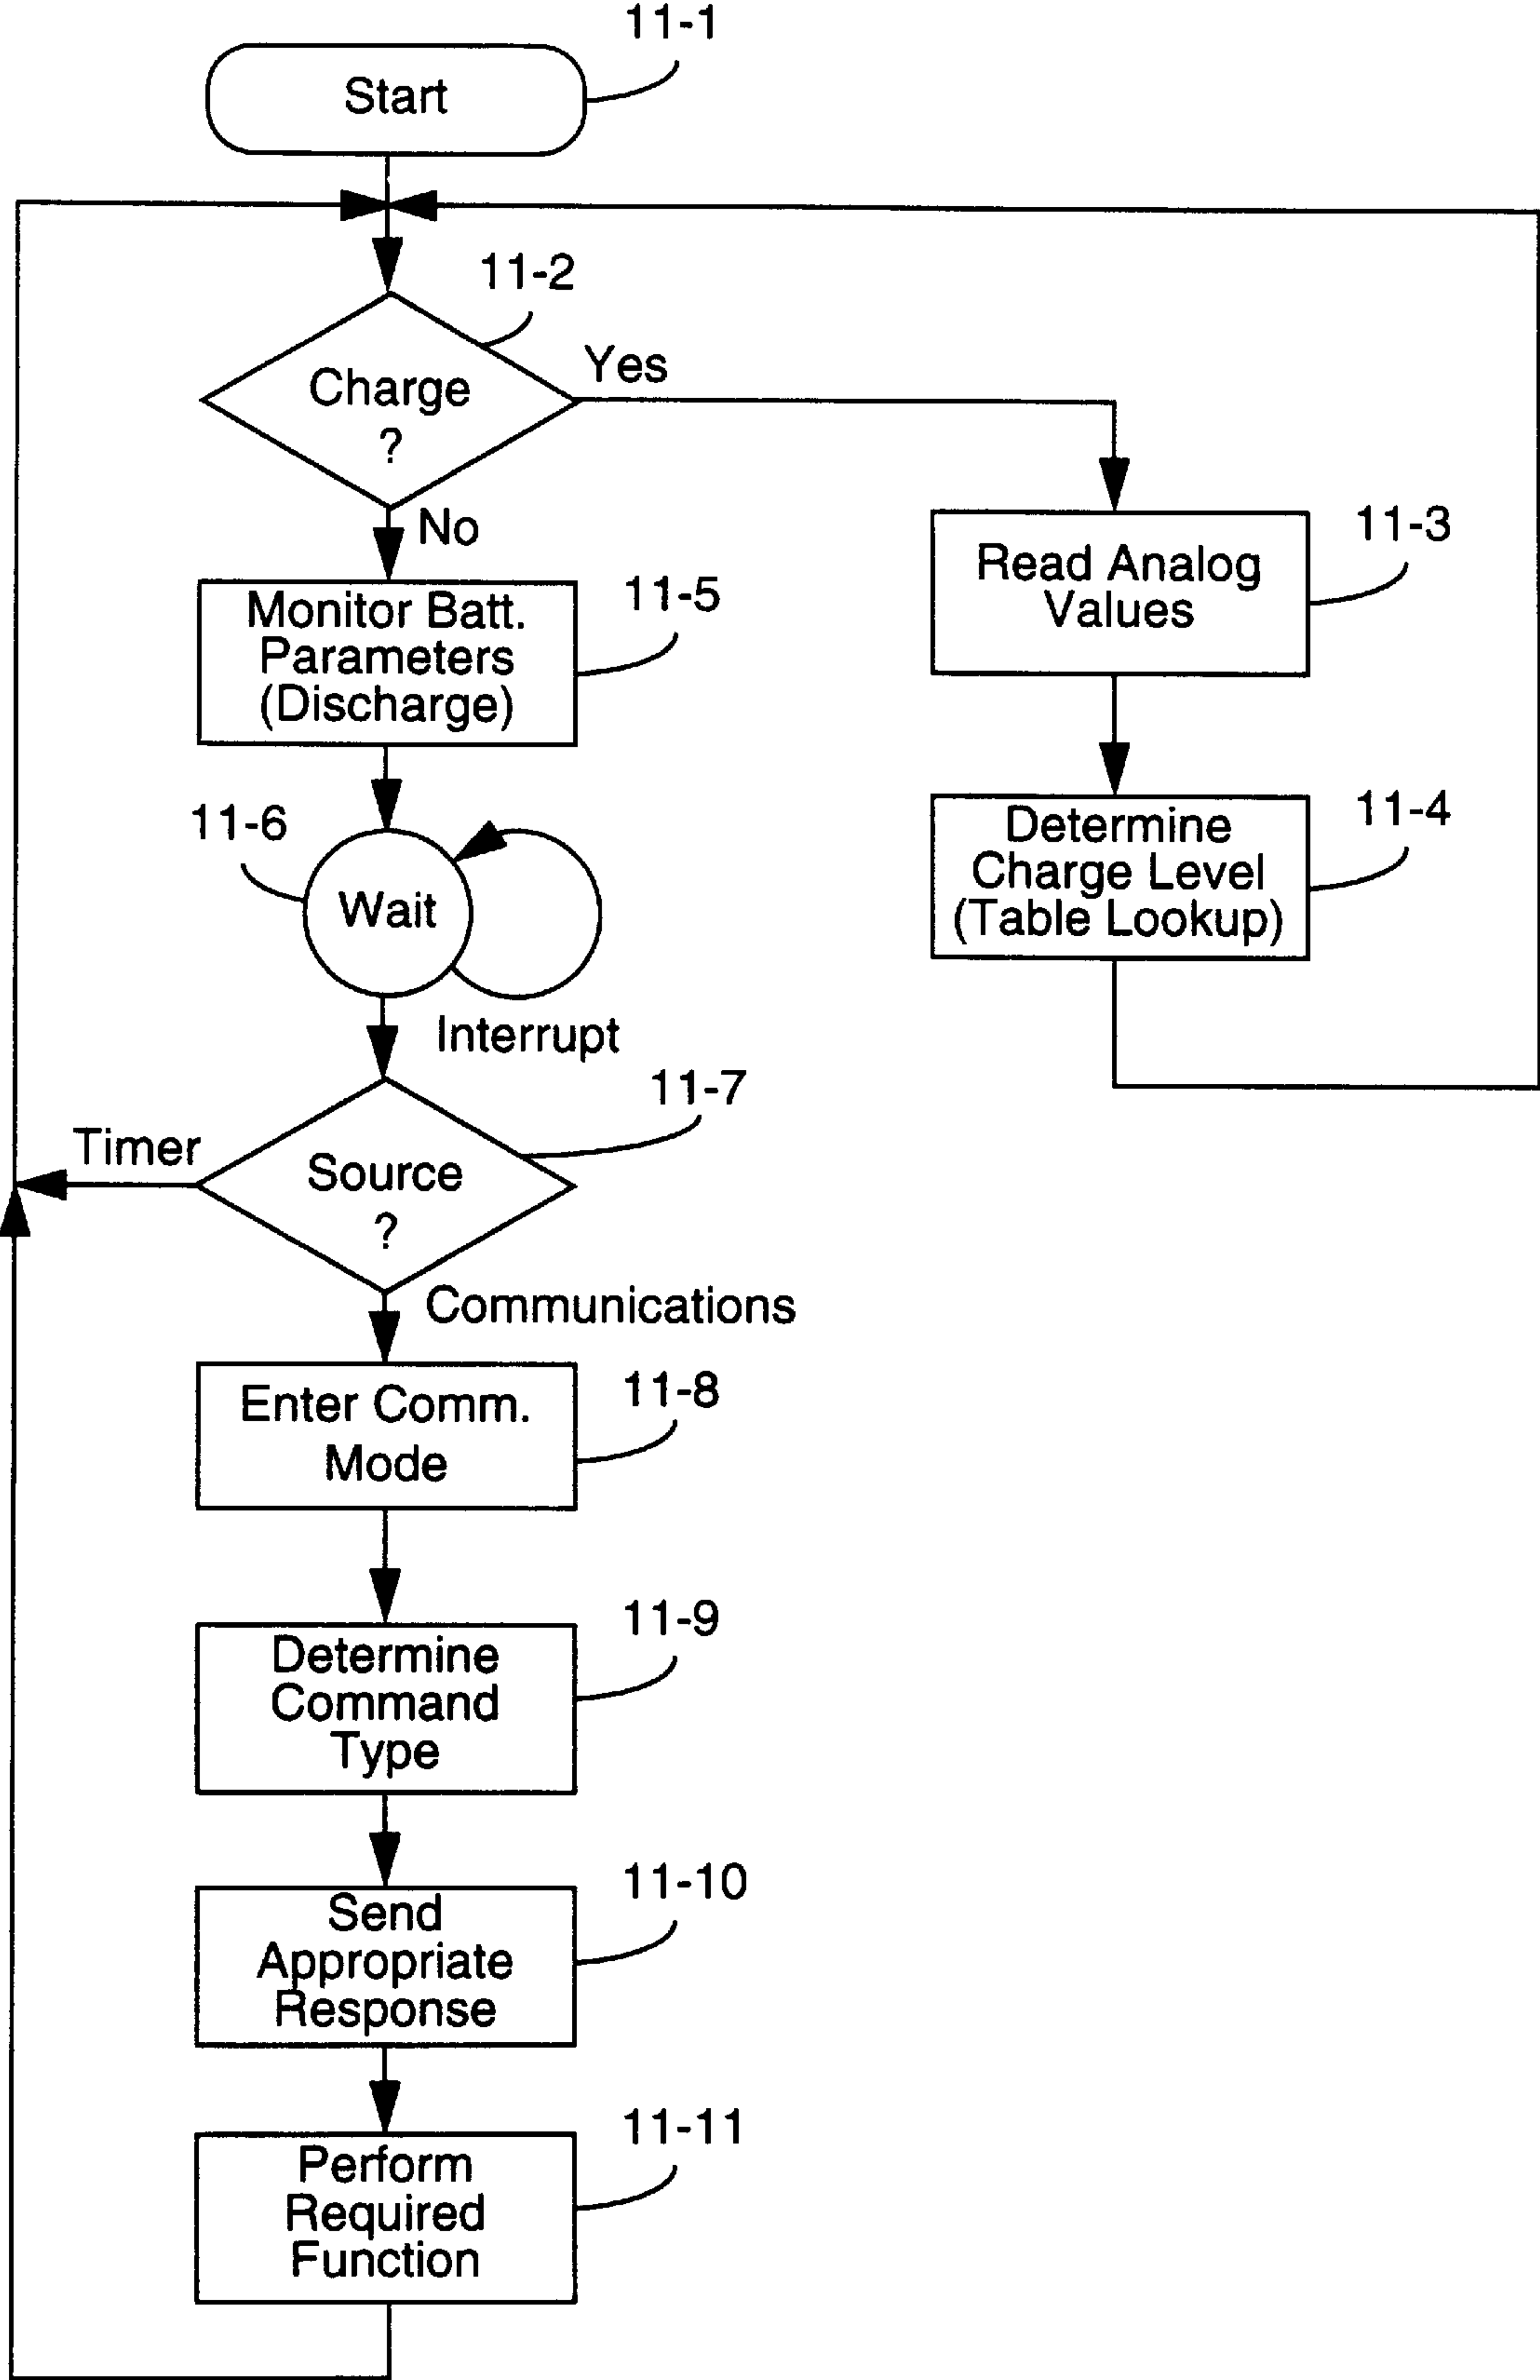 11-1
Start
11-2
Charge
?
Yes
No
11-3
Read Analog
Values
11-5
Monitor Batt.
Parameters
(Discharge)
11-4
Determine
Charge Level
(Table Lookup)
11-6
Wait
Interrupt
11-7
Timer
Source
?
Communications
11-8
Enter Comm.
Mode
11-9
Determine
Command
Type
11-10
Send
Appropriate
Response
11-11
Perform
Required
Function